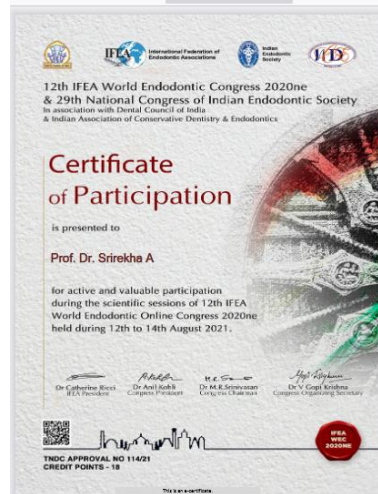 IFEA International Federation of
Endodontic Associations
Indian
Endodontic
Society
12th IFEA World Endodontic Congress 2020ne
& 29th National Congress of Indian Endodontic Society
In association with Dental Council of India
& Indian Association of Conservative Dentistry & Endodontics
Certificate
of Participation
is presented to
Prof. Dr. Srirekha A
for active and valuable participation
during the scientific sessions of 12th IFEA
World Endodontic Online Congress 2020ne
held during 12th to 14th August 2021.
Dr Catherine Ricci
IFEA President
Dr Anil Kohli
Congress President
Dr M.R.Srinivasan
Congress Chairman
Dr V Gopi Krishna
Congress Organizing Secretary
IFEA
WEC
2020NE
TNDC APPROVAL NO 114/21
CREDIT POINTS - 18
This is an e-certificate.